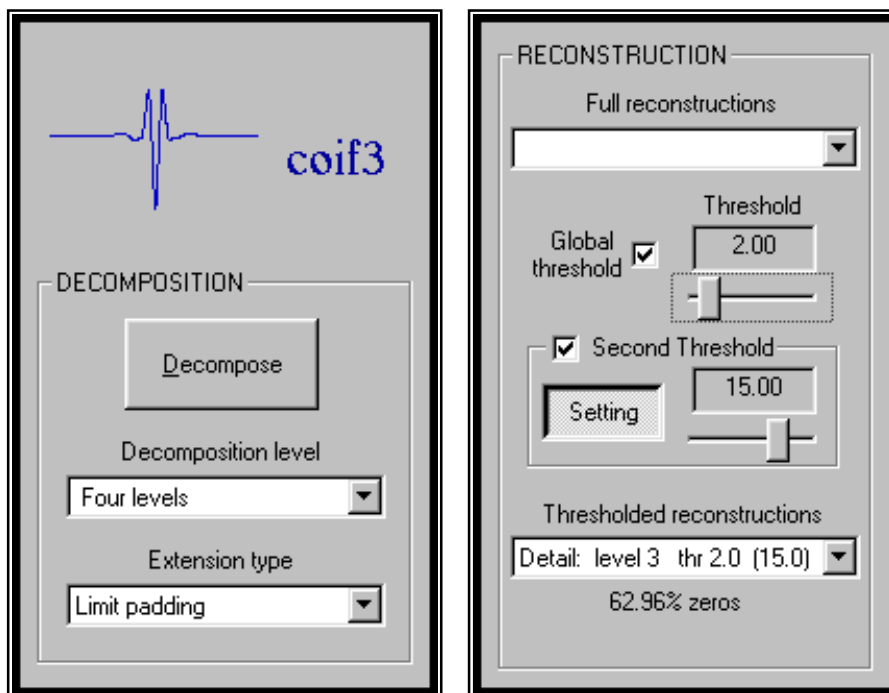 coif3
DECOMPOSITION
Decompose
Decomposition level
Four levels
Extension type
Limit padding
RECONSTRUCTION
Full reconstructions
Threshold
Global
threshold
2.00
Second Threshold
15.00
Setting
Thresholded reconstructions
Detail: level 3 thr 2.0 (15.0)
62.96% zeros